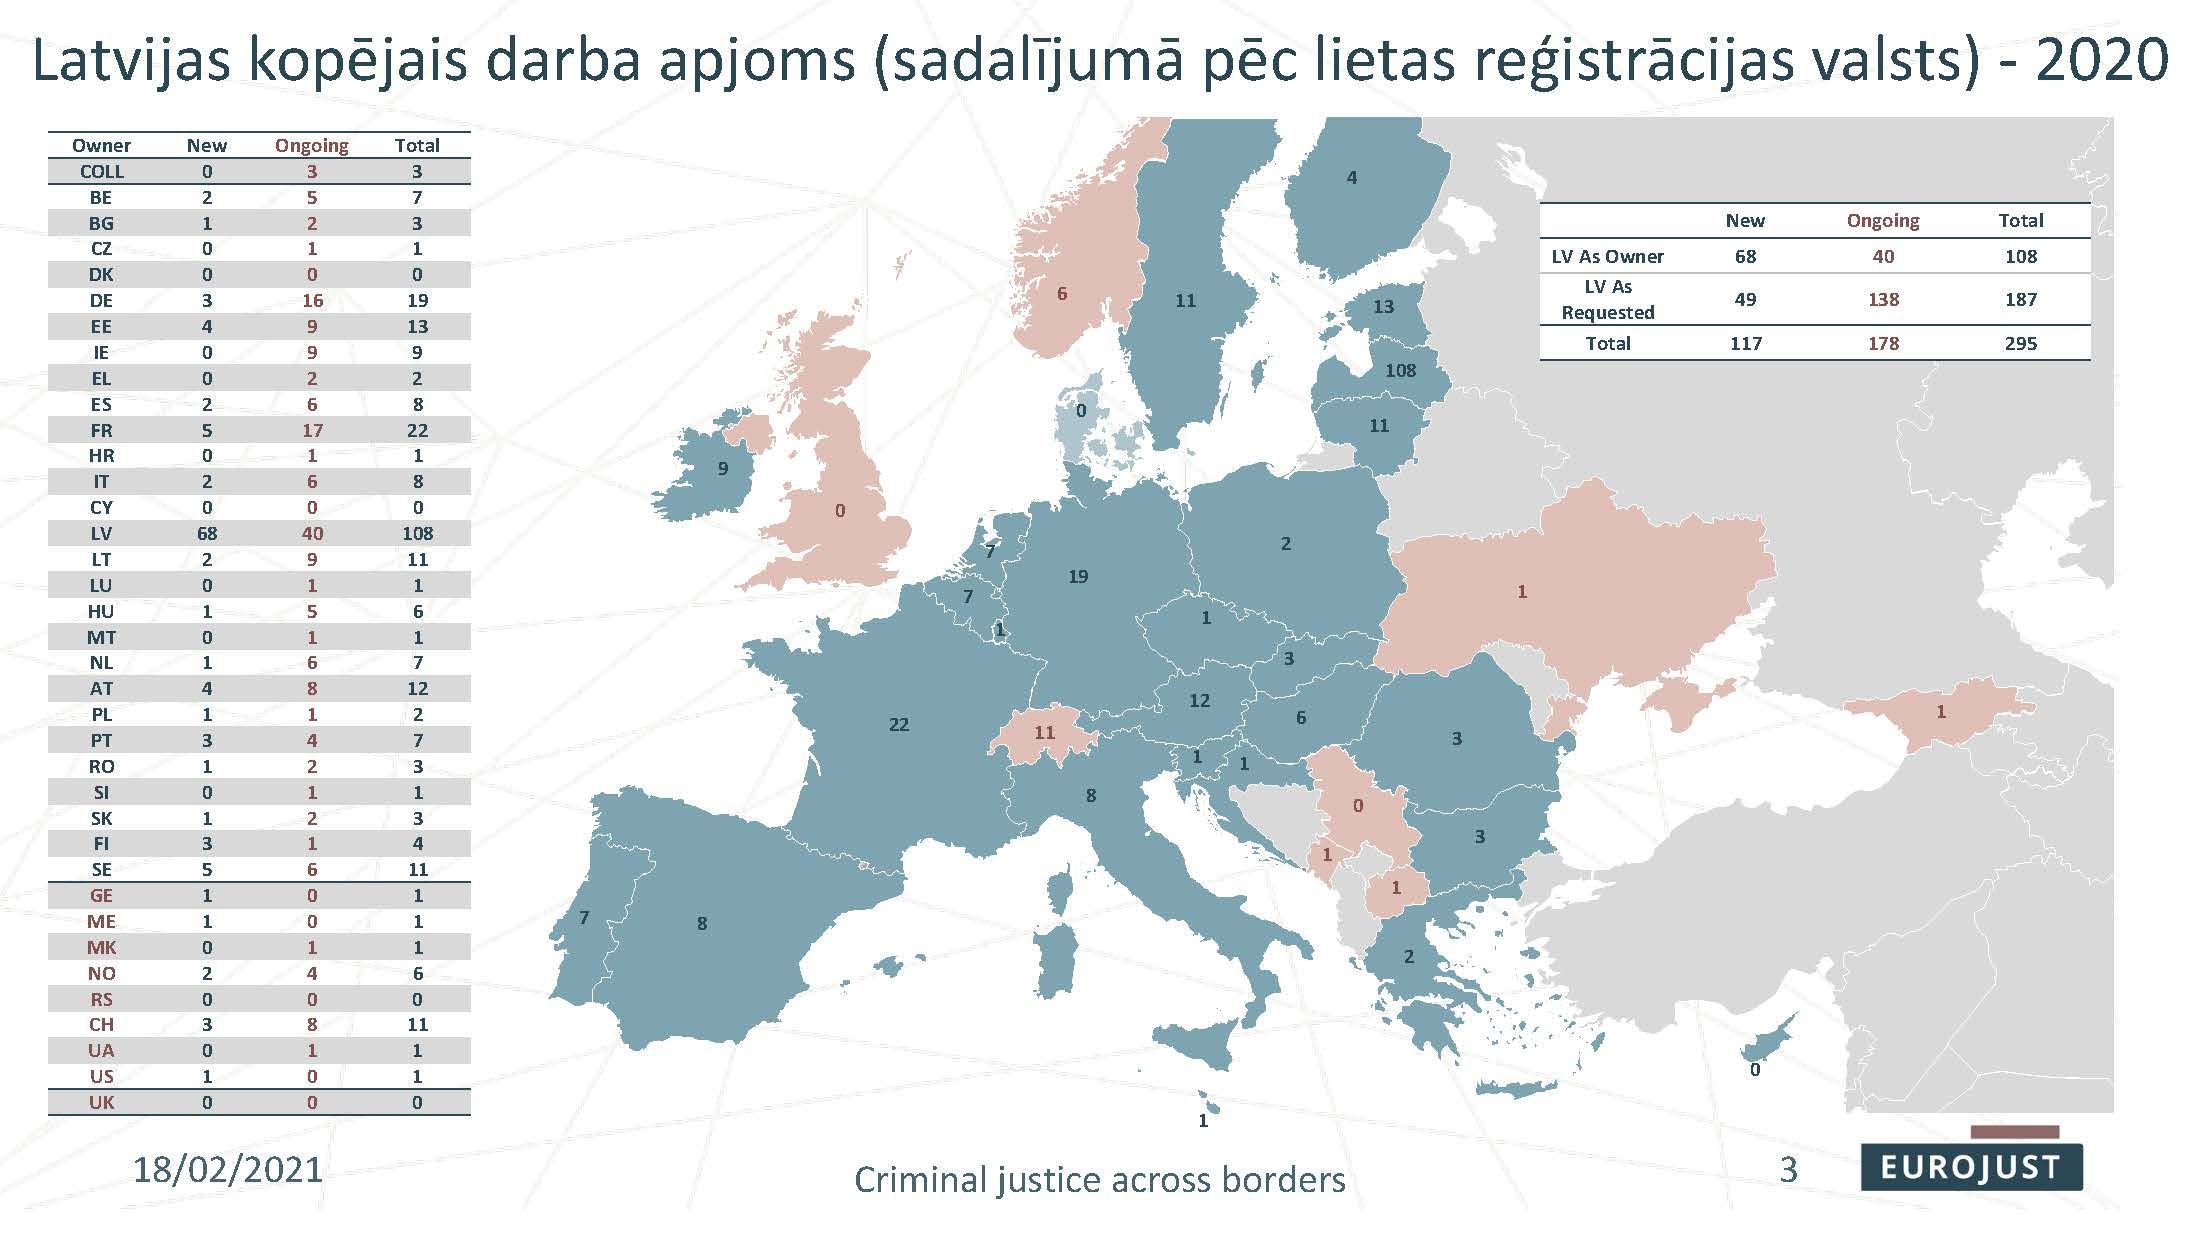 Latvijas kopējais darba apjoms (sadalījumā pēc lietas reģistrācijas valsts) - 2020
Owner New Ongoing Total
COLL 0 3 3
BE 2 5 7
BG 1 2 3
CZ 0 1 1
DK 0 0 0
DE 3 16 19
EE 4 9 13
IE 0 9 9
EL 0 2 2
ES 2 6 8
FR 5 17 22
HR 0 1 1
IT 2 6 8
CY 0 0 0
LV 68 40 108
LT 2 9 11
LU 0 1 1
HU 1 5 6
MT 0 1 1
NL 1 6 7
AT 4 8 12
PL 1 1 2
PT 3 4 7
RO 1 2 3
SI 0 1 1
SK 1 2 3
FI 3 1 4
SE 5 6 11
GE 1 0 1
ME 1 0 1
MK 0 1 1
NO 2 4 6
RS 0 0 0
CH 3 8 11
UA 0 1 1
US 1 0 1
UK 0 0 0
4
6
11
13
108
0
11
9
0
7
2
19
7
1
1
1
3
12
6
22
11
3
1
1
1
8
0
3
1
1
7
8
2
0
1
New Ongoing Total
LV As Owner 68 40 108
LV As
Requested 49 138 187
Total 117 178 295
18/02/2021
Criminal justice across borders
3
EUROJUST